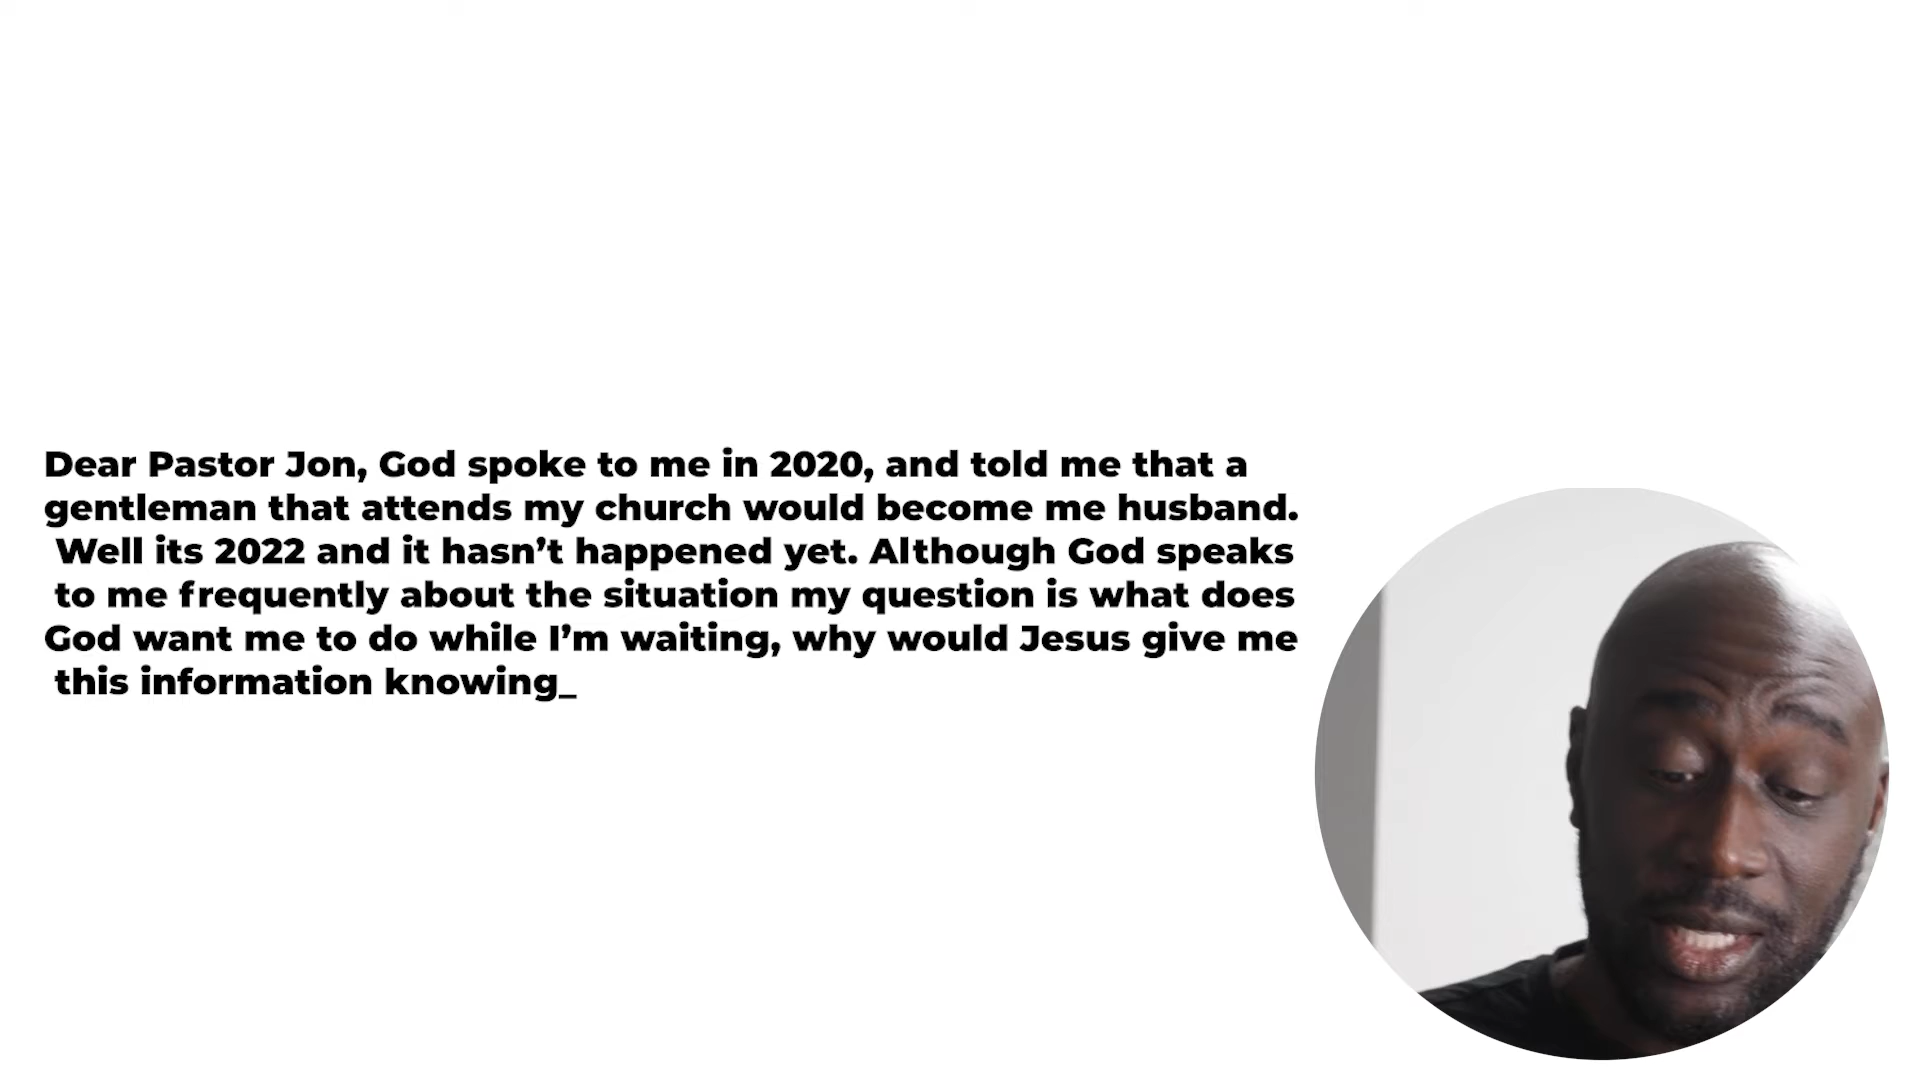 Dear Pastor Jon, God spoke to me in 2020, and told me that a
gentleman that attends my church would become me husband.
Well its 2022 and it hasn’t happened yet. Although God speaks
to me frequently about the situation my question is what does
God want me to do while I’m waiting, why would Jesus give me
this information knowing_